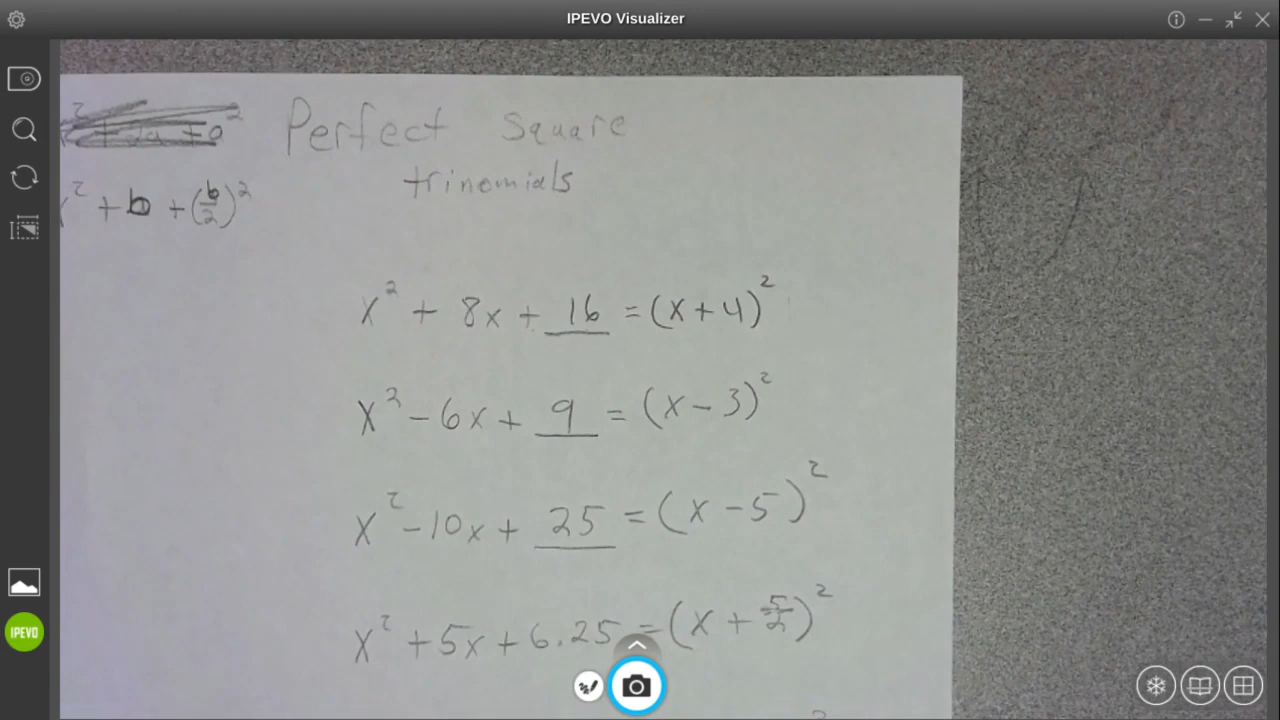 IPEVO Visualizer
Perfect Square
trinomials
x² + b + (b/2)²
x² + 8x + 16 = (x + 4)²
x² - 6x + 9 = (x - 3)²
x² - 10x + 25 = (x - 5)²
x² + 5x + 6.25 = (x + 5/2)²
IPEVO